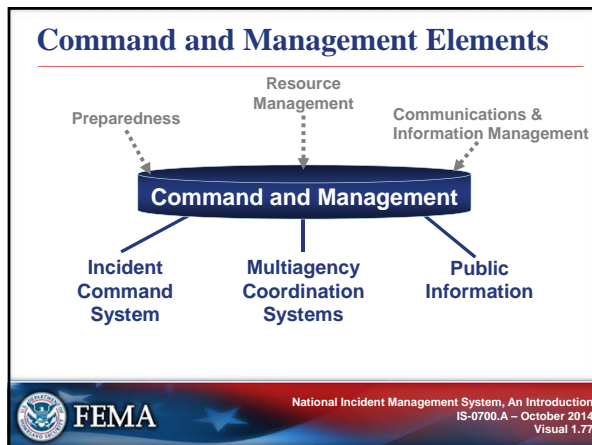 Command and Management Elements
Resource
Management
Preparedness
Communications &
Information Management
Command and Management
Incident
Command
System
Multiagency
Coordination
Systems
Public
Information
FEMA
National Incident Management System, An Introduction
IS-0700.A – October 2014
Visual 1.77